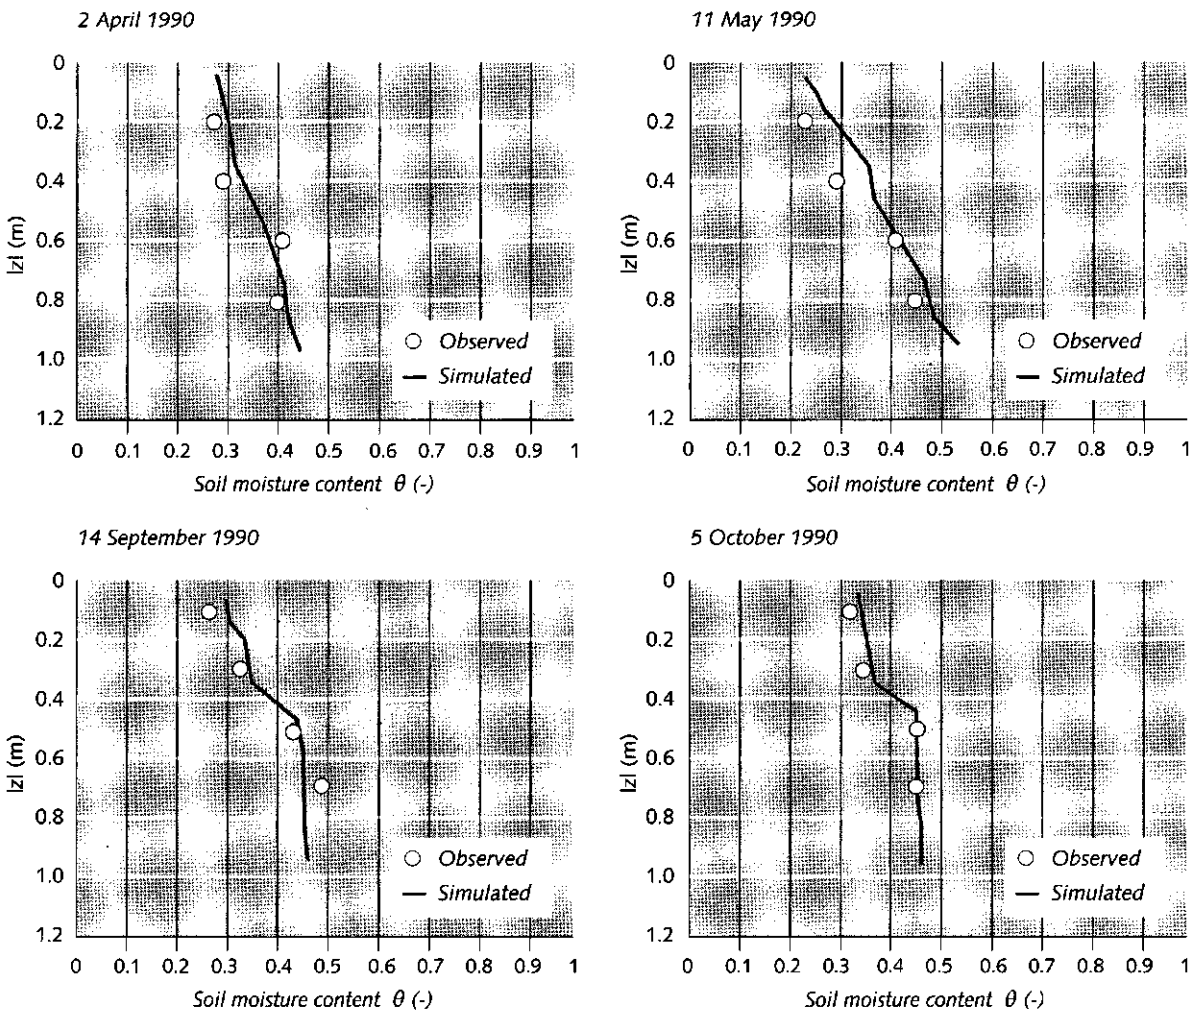 2 April 1990
0
0.2
0.4
0.6
0.8
1.0
1.2
|z| (m)
Observed
Simulated
0 0.1 0.2 0.3 0.4 0.5 0.6 0.7 0.8 0.9 1
Soil moisture content θ (-)
11 May 1990
0
0.2
0.4
0.6
0.8
1.0
1.2
|z| (m)
Observed
Simulated
0 0.1 0.2 0.3 0.4 0.5 0.6 0.7 0.8 0.9 1
Soil moisture content θ (-)
14 September 1990
0
0.2
0.4
0.6
0.8
1.0
1.2
|z| (m)
Observed
Simulated
0 0.1 0.2 0.3 0.4 0.5 0.6 0.7 0.8 0.9 1
Soil moisture content θ (-)
5 October 1990
0
0.2
0.4
0.6
0.8
1.0
1.2
|z| (m)
Observed
Simulated
0 0.1 0.2 0.3 0.4 0.5 0.6 0.7 0.8 0.9 1
Soil moisture content θ (-)